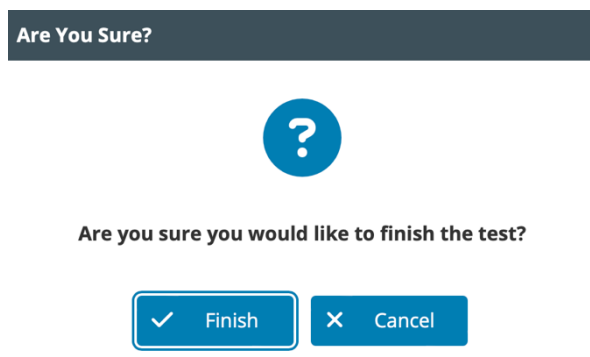 Are You Sure?
?
Are you sure you would like to finish the test?
Finish
Cancel